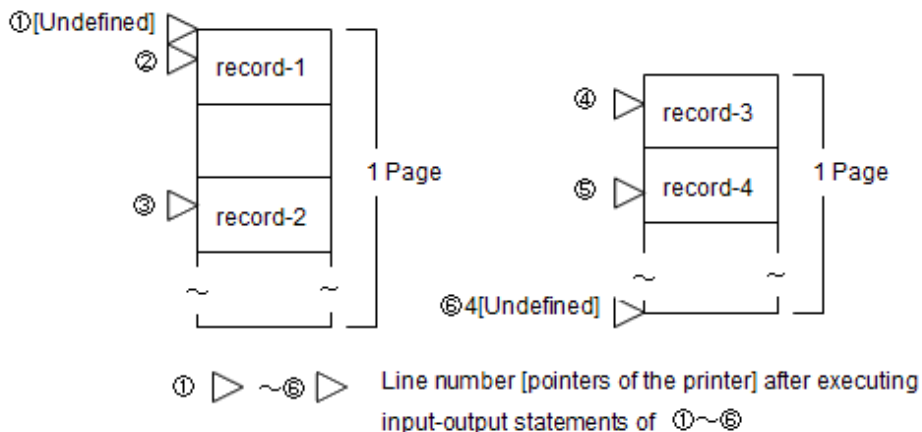 ①[Undefined]
②
record-1
③
record-2
1 Page
～ ～
④
record-3
⑤
record-4
1 Page
～ ～
⑥4[Undefined]
① ～⑥ Line number [pointers of the printer] after executing
input-output statements of ①～⑥